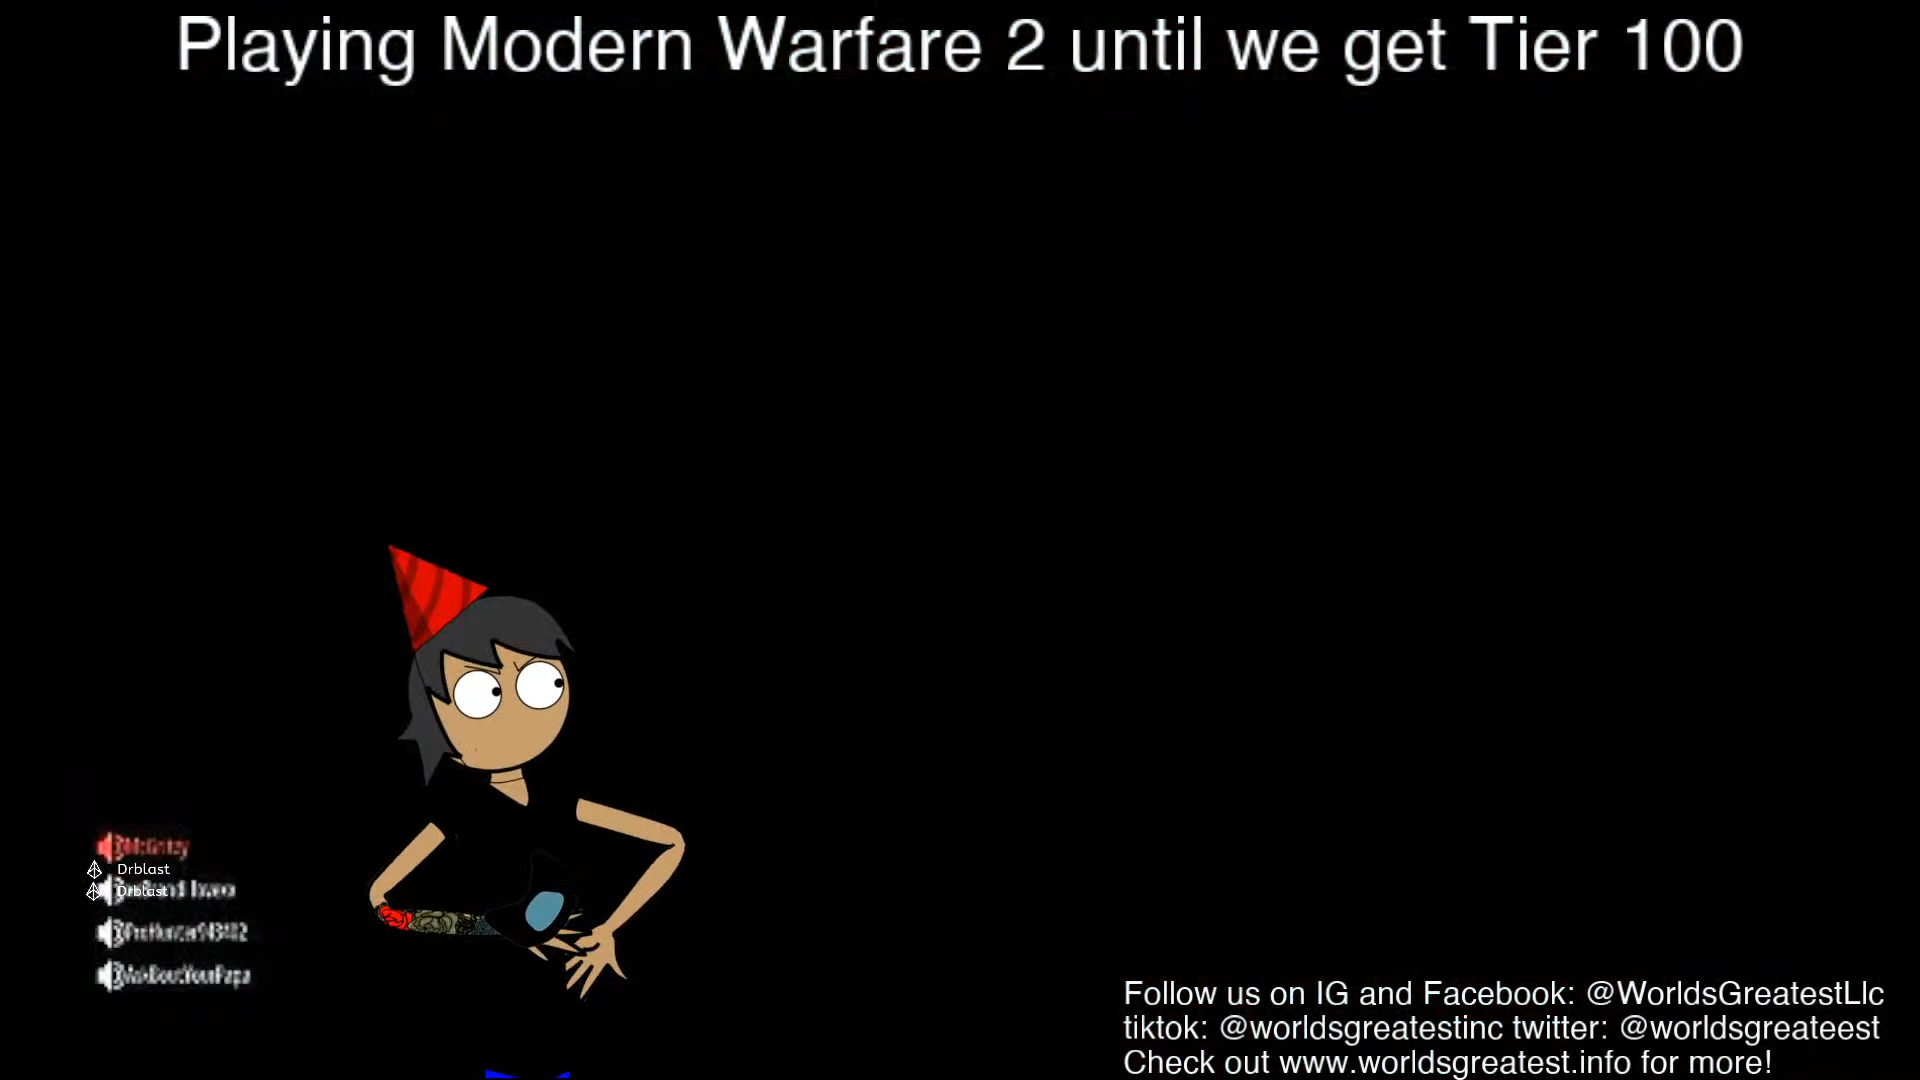 Playing Modern Warfare 2 until we get Tier 100
Drblast
Drblast
Follow us on IG and Facebook: @WorldsGreatestLlc
tiktok: @worldsgreatestinc twitter: @worldsgreateest
Check out www.worldsgreatest.info for more!